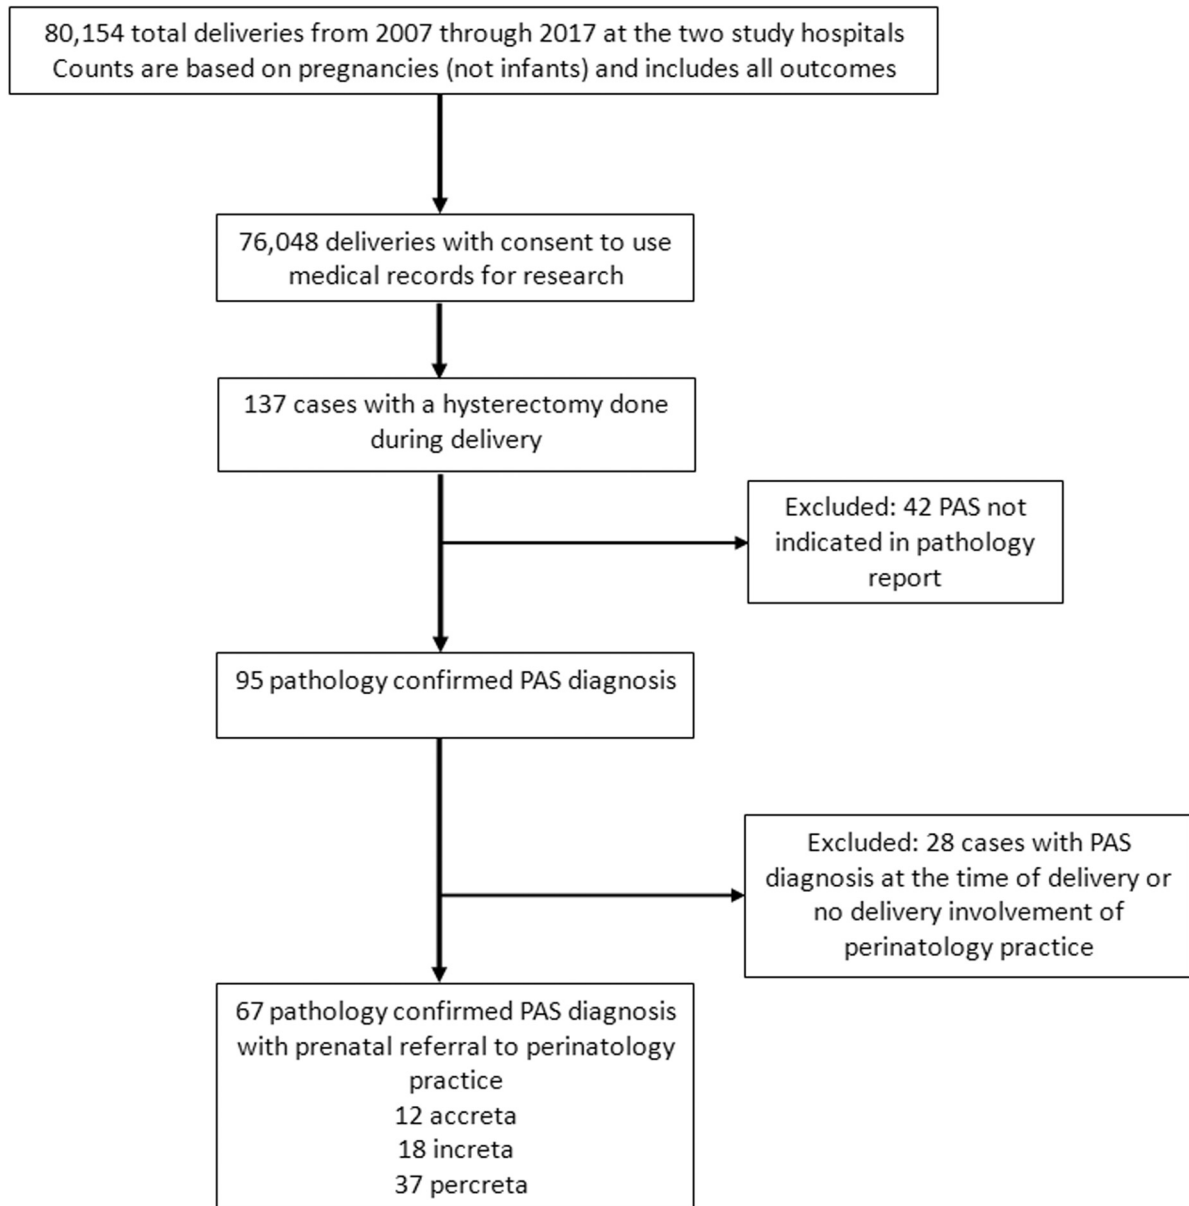 80,154 total deliveries from 2007 through 2017 at the two study hospitals
Counts are based on pregnancies (not infants) and includes all outcomes
76,048 deliveries with consent to use
medical records for research
137 cases with a hysterectomy done
during delivery
Excluded: 42 PAS not
indicated in pathology
report
95 pathology confirmed PAS diagnosis
Excluded: 28 cases with PAS
diagnosis at the time of delivery or
no delivery involvement of
perinatology practice
67 pathology confirmed PAS diagnosis
with prenatal referral to perinatology
practice
12 accreta
18 increta
37 percreta